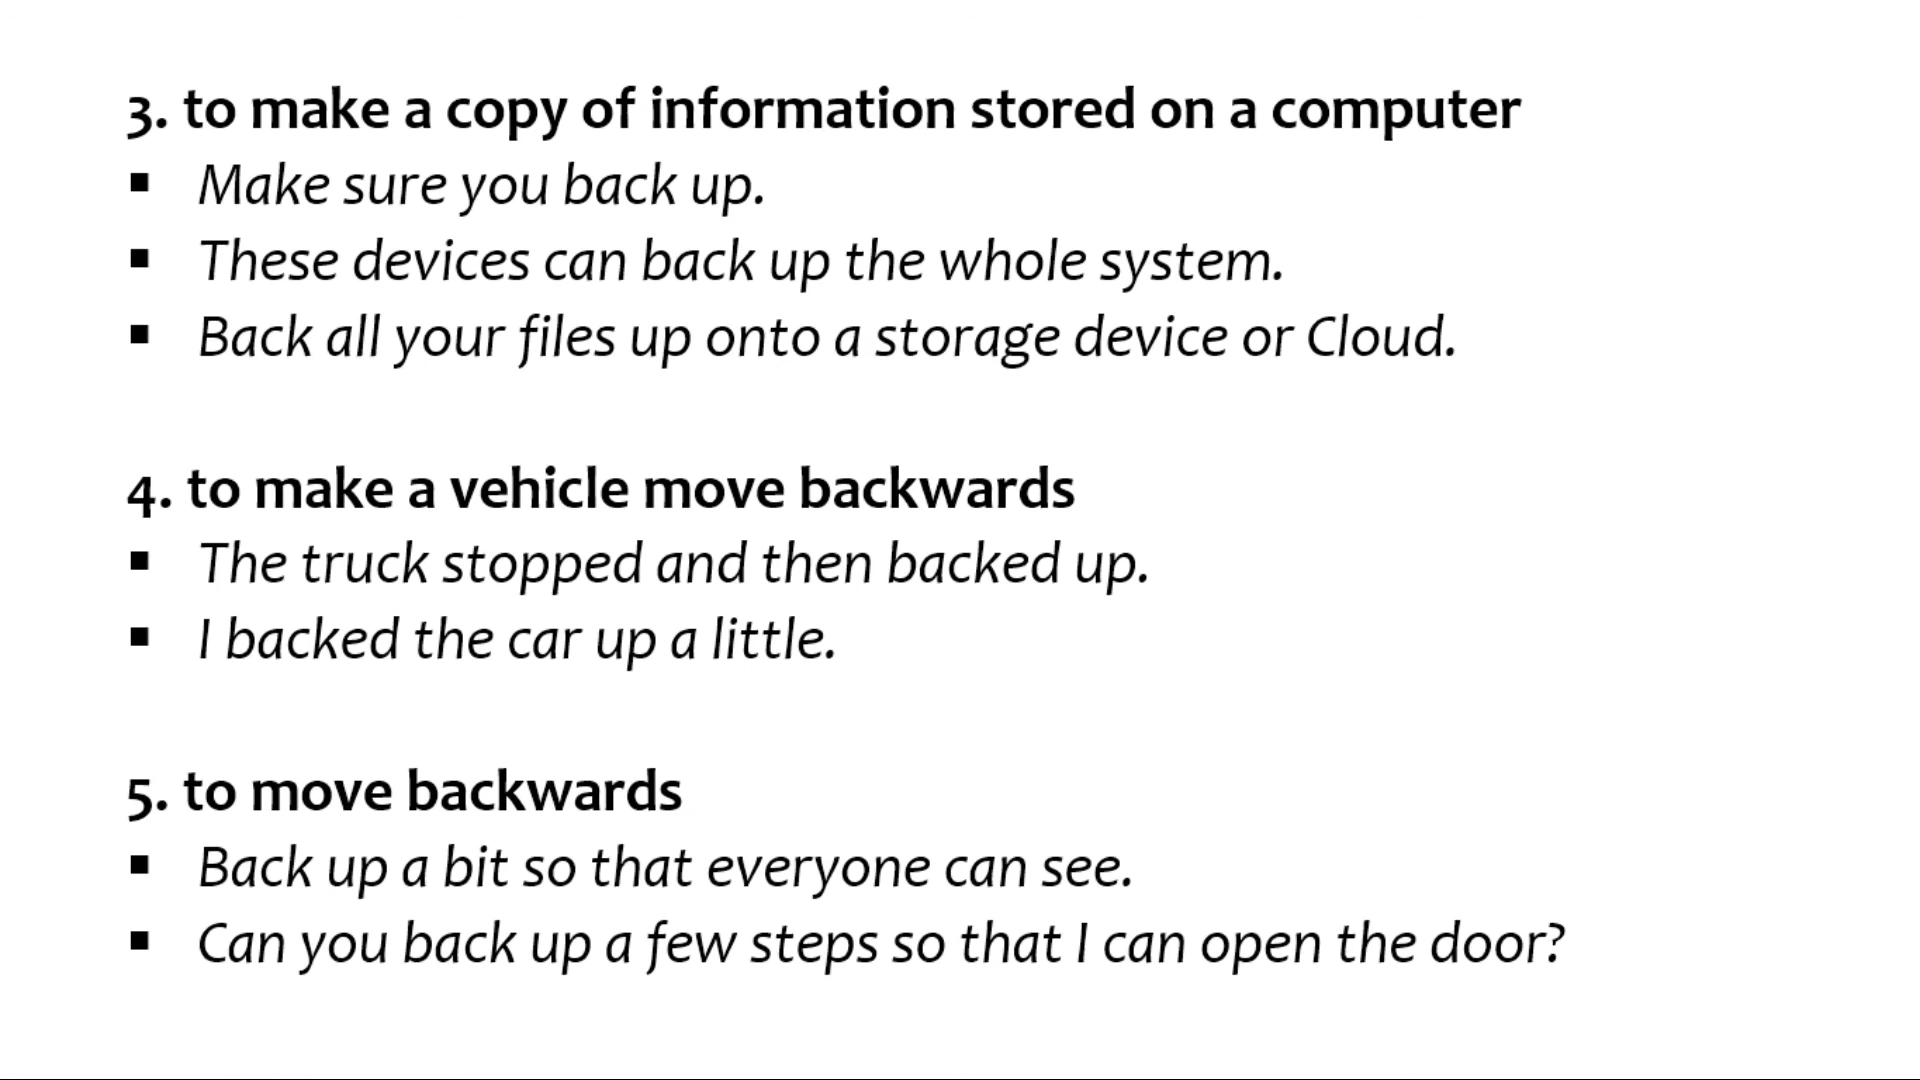 3. to make a copy of information stored on a computer
▪ Make sure you back up.
▪ These devices can back up the whole system.
▪ Back all your files up onto a storage device or Cloud.
4. to make a vehicle move backwards
▪ The truck stopped and then backed up.
▪ I backed the car up a little.
5. to move backwards
▪ Back up a bit so that everyone can see.
▪ Can you back up a few steps so that I can open the door?